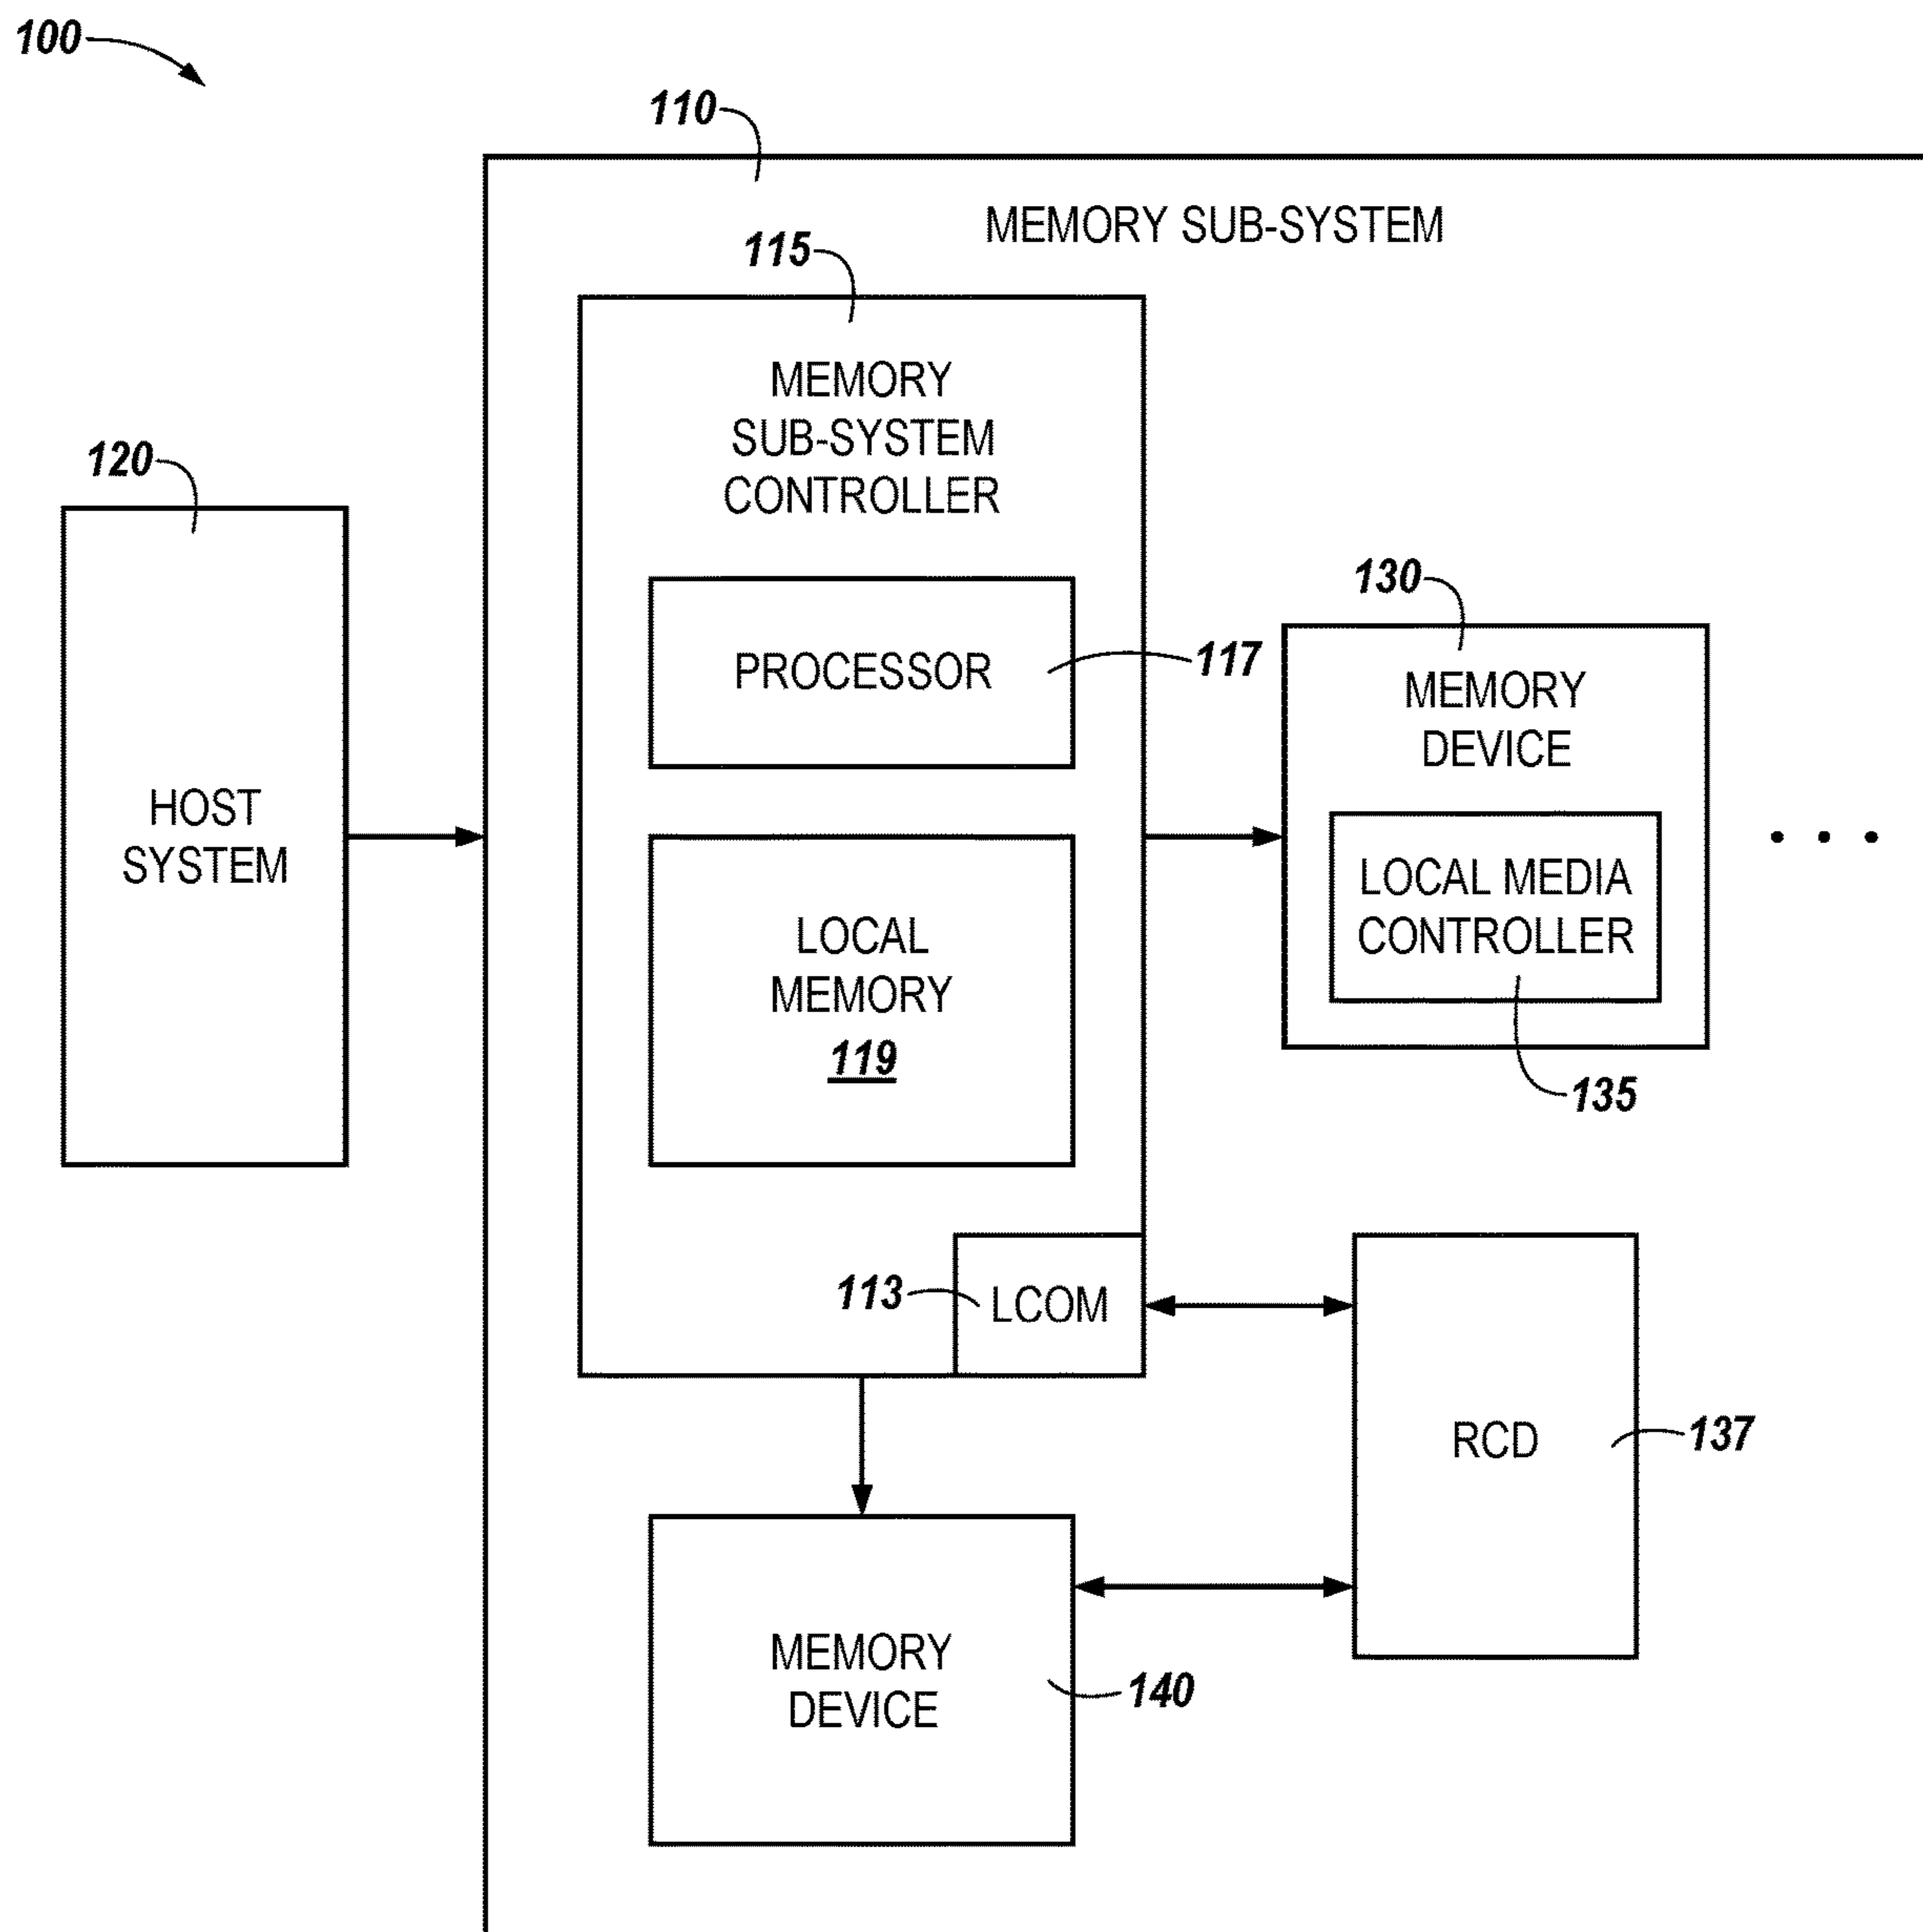 100
110
MEMORY SUB-SYSTEM
115
MEMORY
SUB-SYSTEM
CONTROLLER
120
HOST
SYSTEM
PROCESSOR
117
130
MEMORY
DEVICE
LOCAL MEDIA
CONTROLLER
135
. . .
LOCAL
MEMORY
119
113
LCOM
RCD
137
MEMORY
DEVICE
140